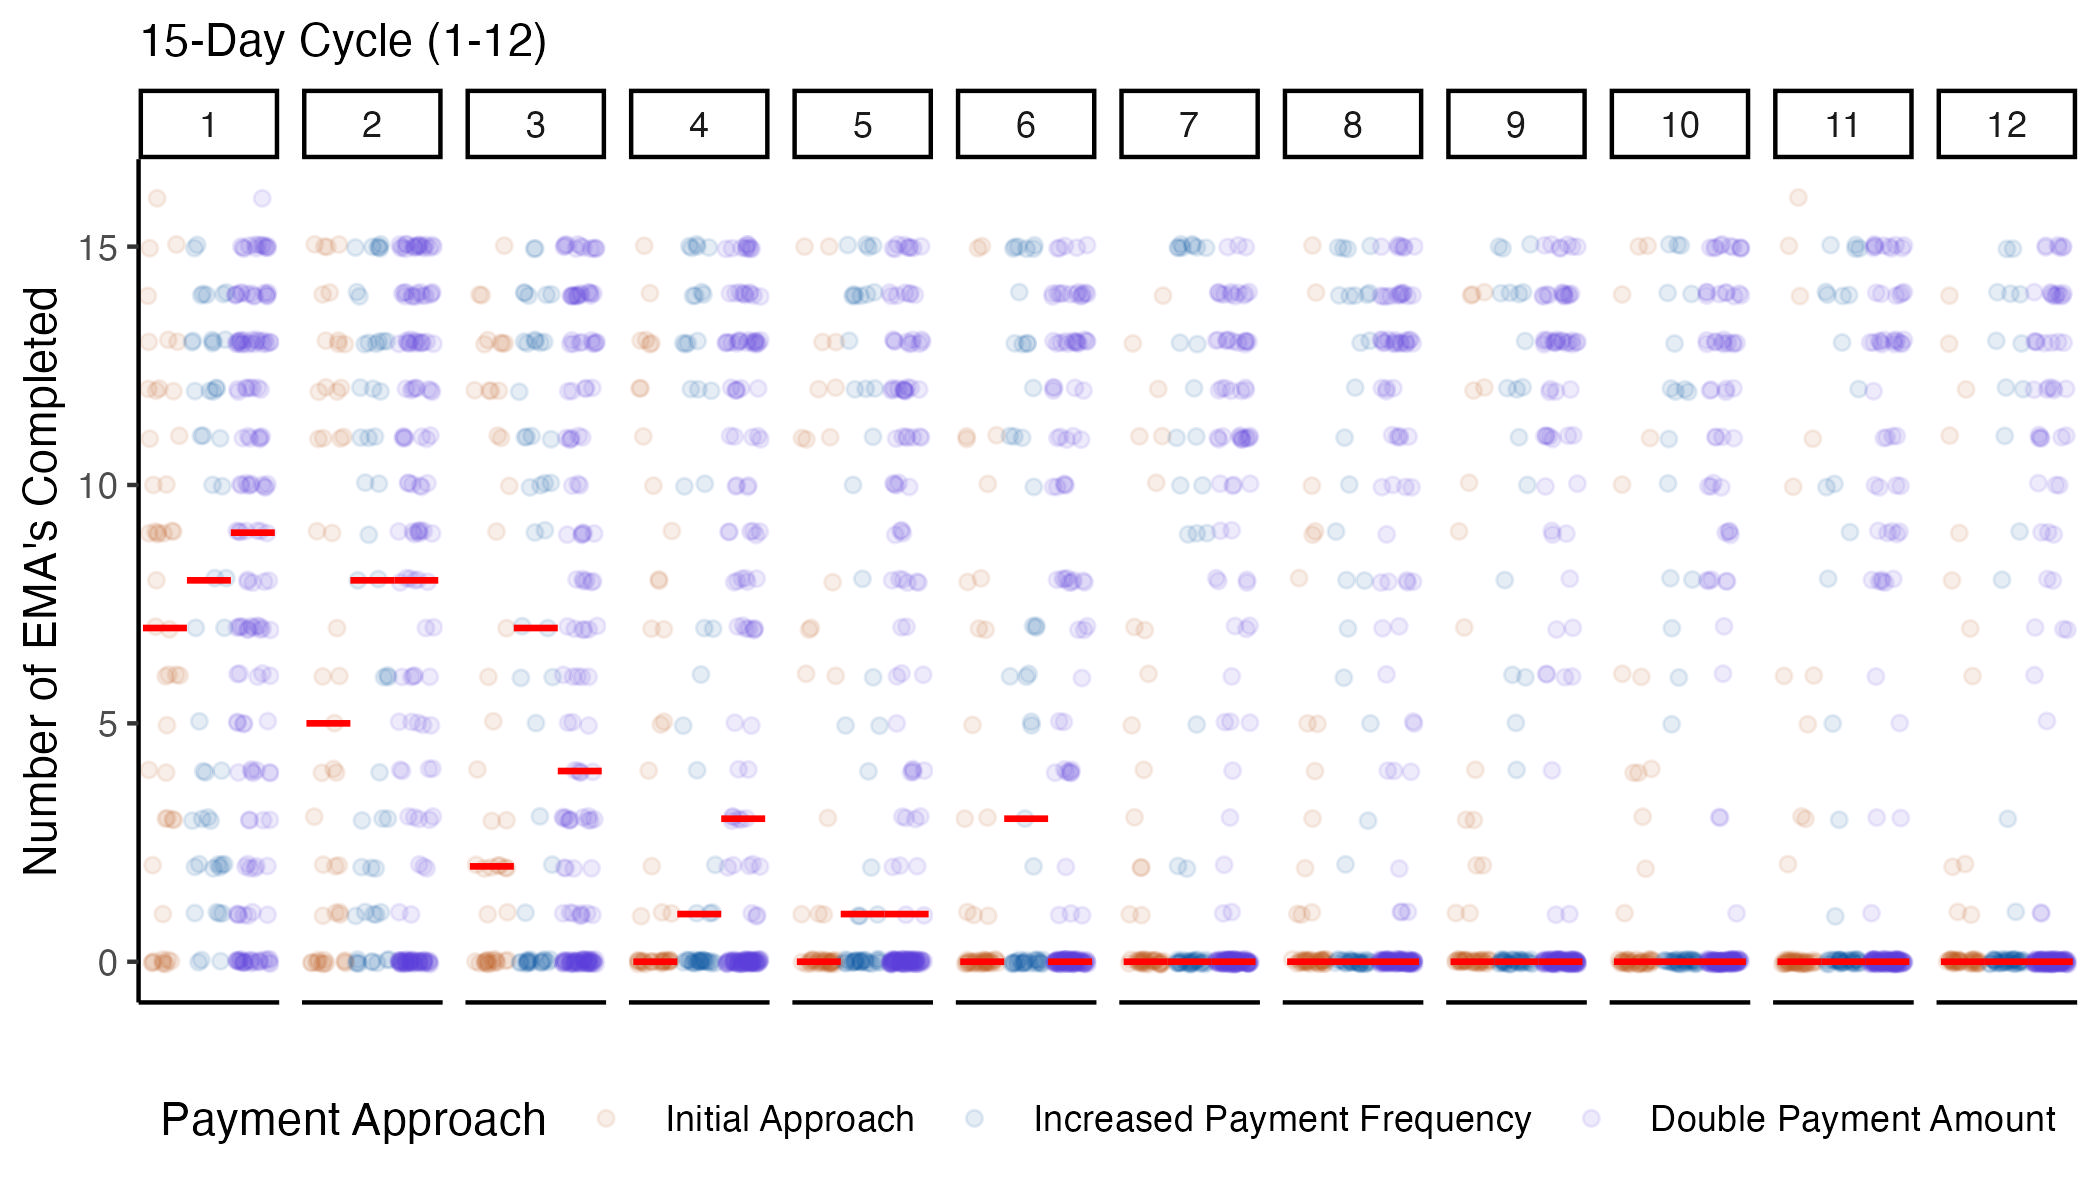 15-Day Cycle (1-12)
1 2 3 4 5 6 7 8 9 10 11 12
Number of EMA's Completed
15
10
5
0
Payment Approach Initial Approach Increased Payment Frequency Double Payment Amount